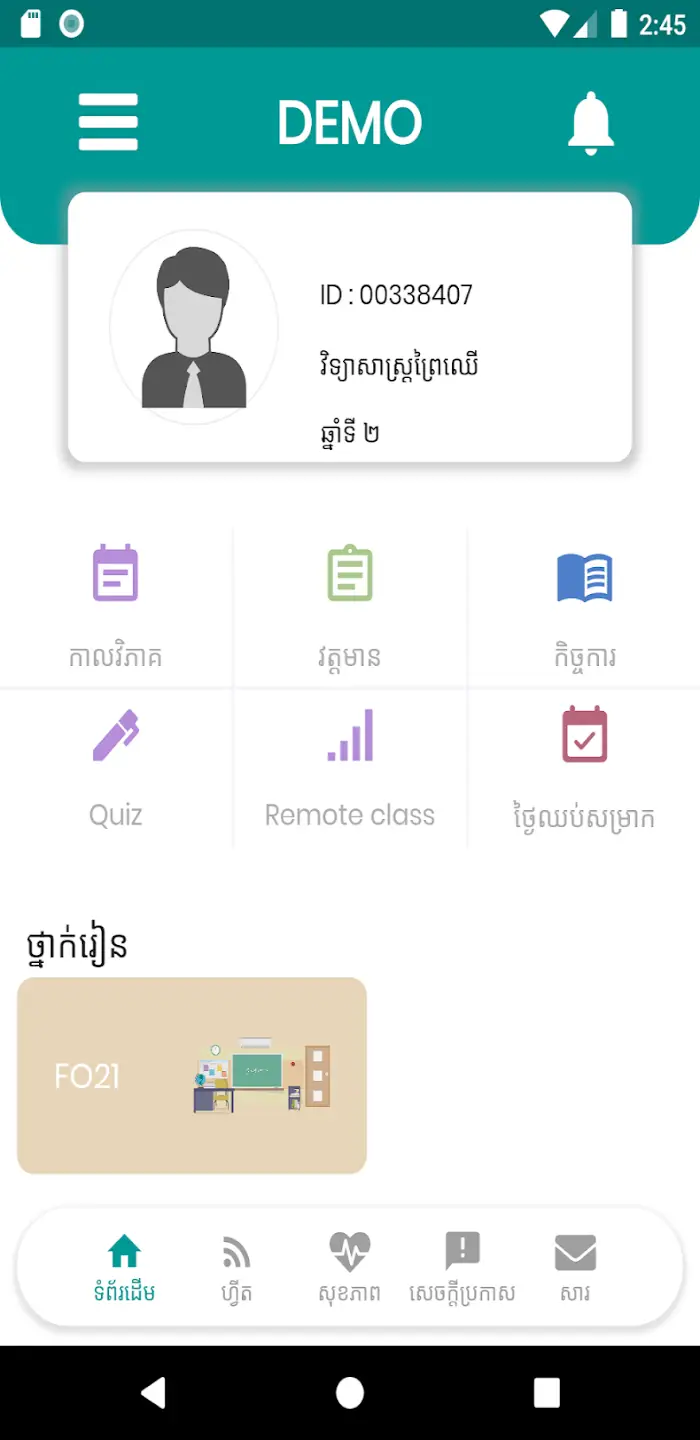 2:45
DEMO
ID : 00338407
វិទ្យាសាស្ត្រព្រៃឈើ
ឆ្នាំទី ២
កាលវិភាគ
វត្តមាន
កិច្ចការ
Quiz
Remote class
ថ្ងៃឈប់សម្រាក
ថ្នាក់រៀន
FO21
ទំព័រដើម
ហ្វីត
សុខភាព
សេចក្តីប្រកាស
សារ